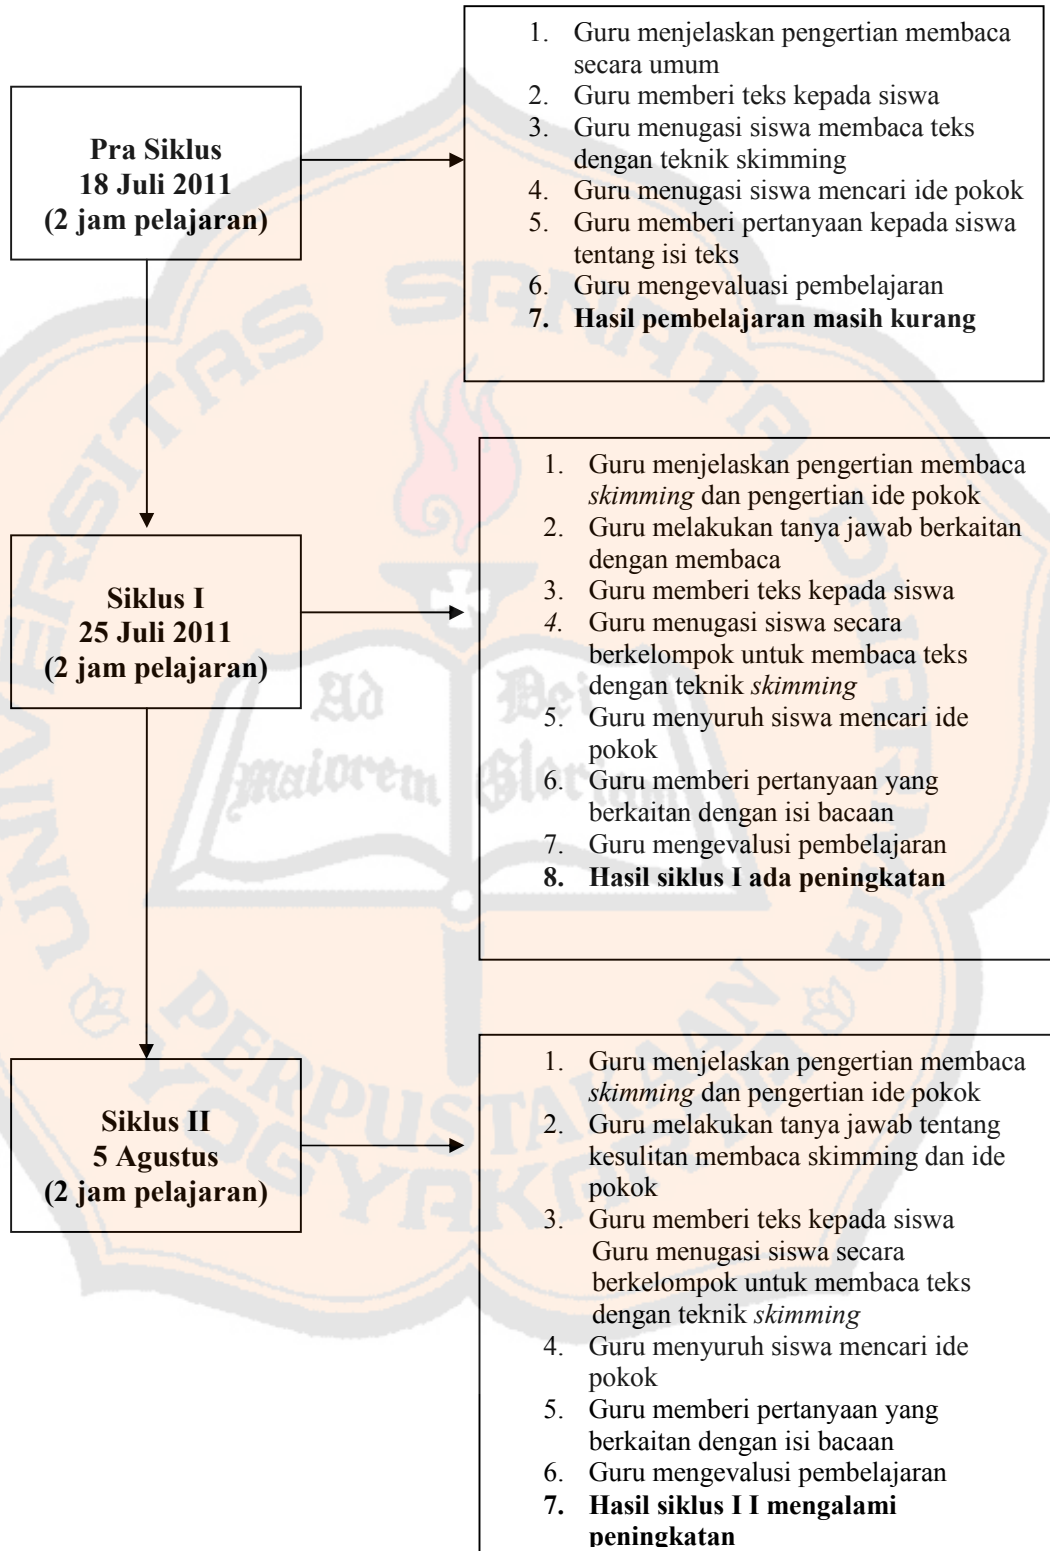 Pra Siklus
18 Juli 2011
(2 jam pelajaran)
1. Guru menjelaskan pengertian membaca
secara umum
2. Guru memberi teks kepada siswa
3. Guru menugasi siswa membaca teks
dengan teknik skimming
4. Guru menugasi siswa mencari ide pokok
5. Guru memberi pertanyaan kepada siswa
tentang isi teks
6. Guru mengevaluasi pembelajaran
7. Hasil pembelajaran masih kurang
Siklus I
25 Juli 2011
(2 jam pelajaran)
1. Guru menjelaskan pengertian membaca
skimming dan pengertian ide pokok
2. Guru melakukan tanya jawab berkaitan
dengan membaca
3. Guru memberi teks kepada siswa
4. Guru menugasi siswa secara
berkelompok untuk membaca teks
dengan teknik skimming
5. Guru menyuruh siswa mencari ide
pokok
6. Guru memberi pertanyaan yang
berkaitan dengan isi bacaan
7. Guru mengevalusi pembelajaran
8. Hasil siklus I ada peningkatan
Siklus II
5 Agustus
(2 jam pelajaran)
1. Guru menjelaskan pengertian membaca
skimming dan pengertian ide pokok
2. Guru melakukan tanya jawab tentang
kesulitan membaca skimming dan ide
pokok
3. Guru memberi teks kepada siswa
Guru menugasi siswa secara
berkelompok untuk membaca teks
dengan teknik skimming
4. Guru menyuruh siswa mencari ide
pokok
5. Guru memberi pertanyaan yang
berkaitan dengan isi bacaan
6. Guru mengevalusi pembelajaran
7. Hasil siklus I I mengalami
peningkatan
UNIVERSITAS SANATA DHARMA
Ad Dei
maiorem Gloriam
PERPUSTAKAAN
YOGYAKARTA